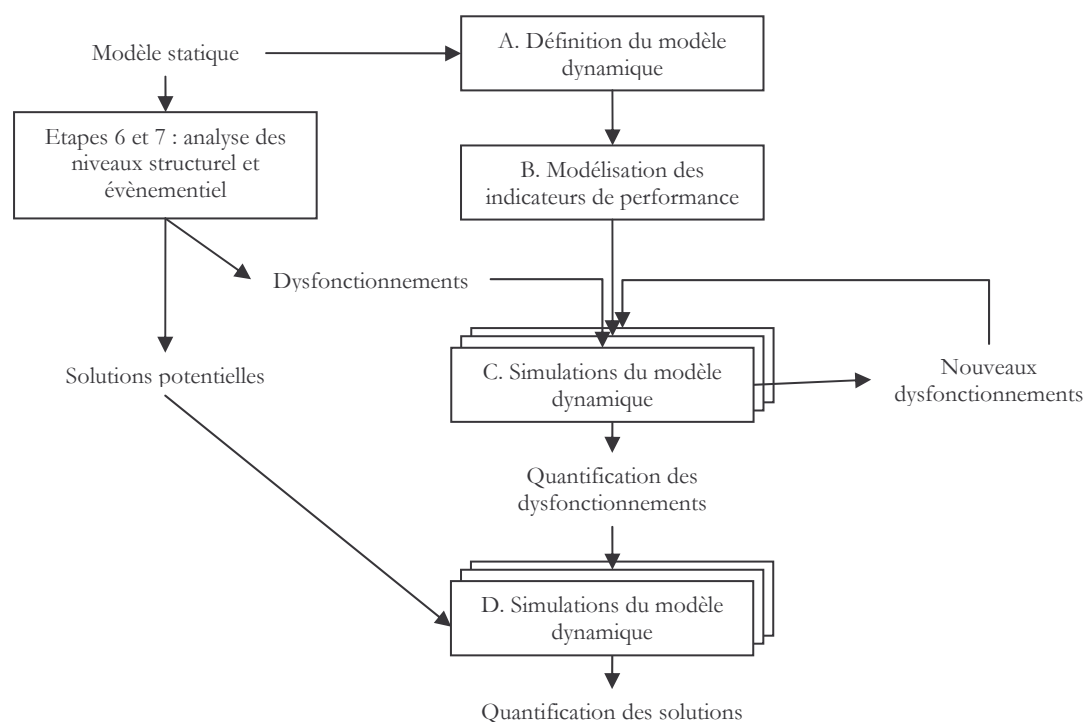 Modèle statique
A. Définition du modèle
dynamique
Etapes 6 et 7 : analyse des
niveaux structurel et
évènementiel
B. Modélisation des
indicateurs de performance
Dysfonctionnements
Solutions potentielles
C. Simulations du modèle
dynamique
Nouveaux
dysfonctionnements
Quantification des
dysfonctionnements
D. Simulations du modèle
dynamique
Quantification des solutions